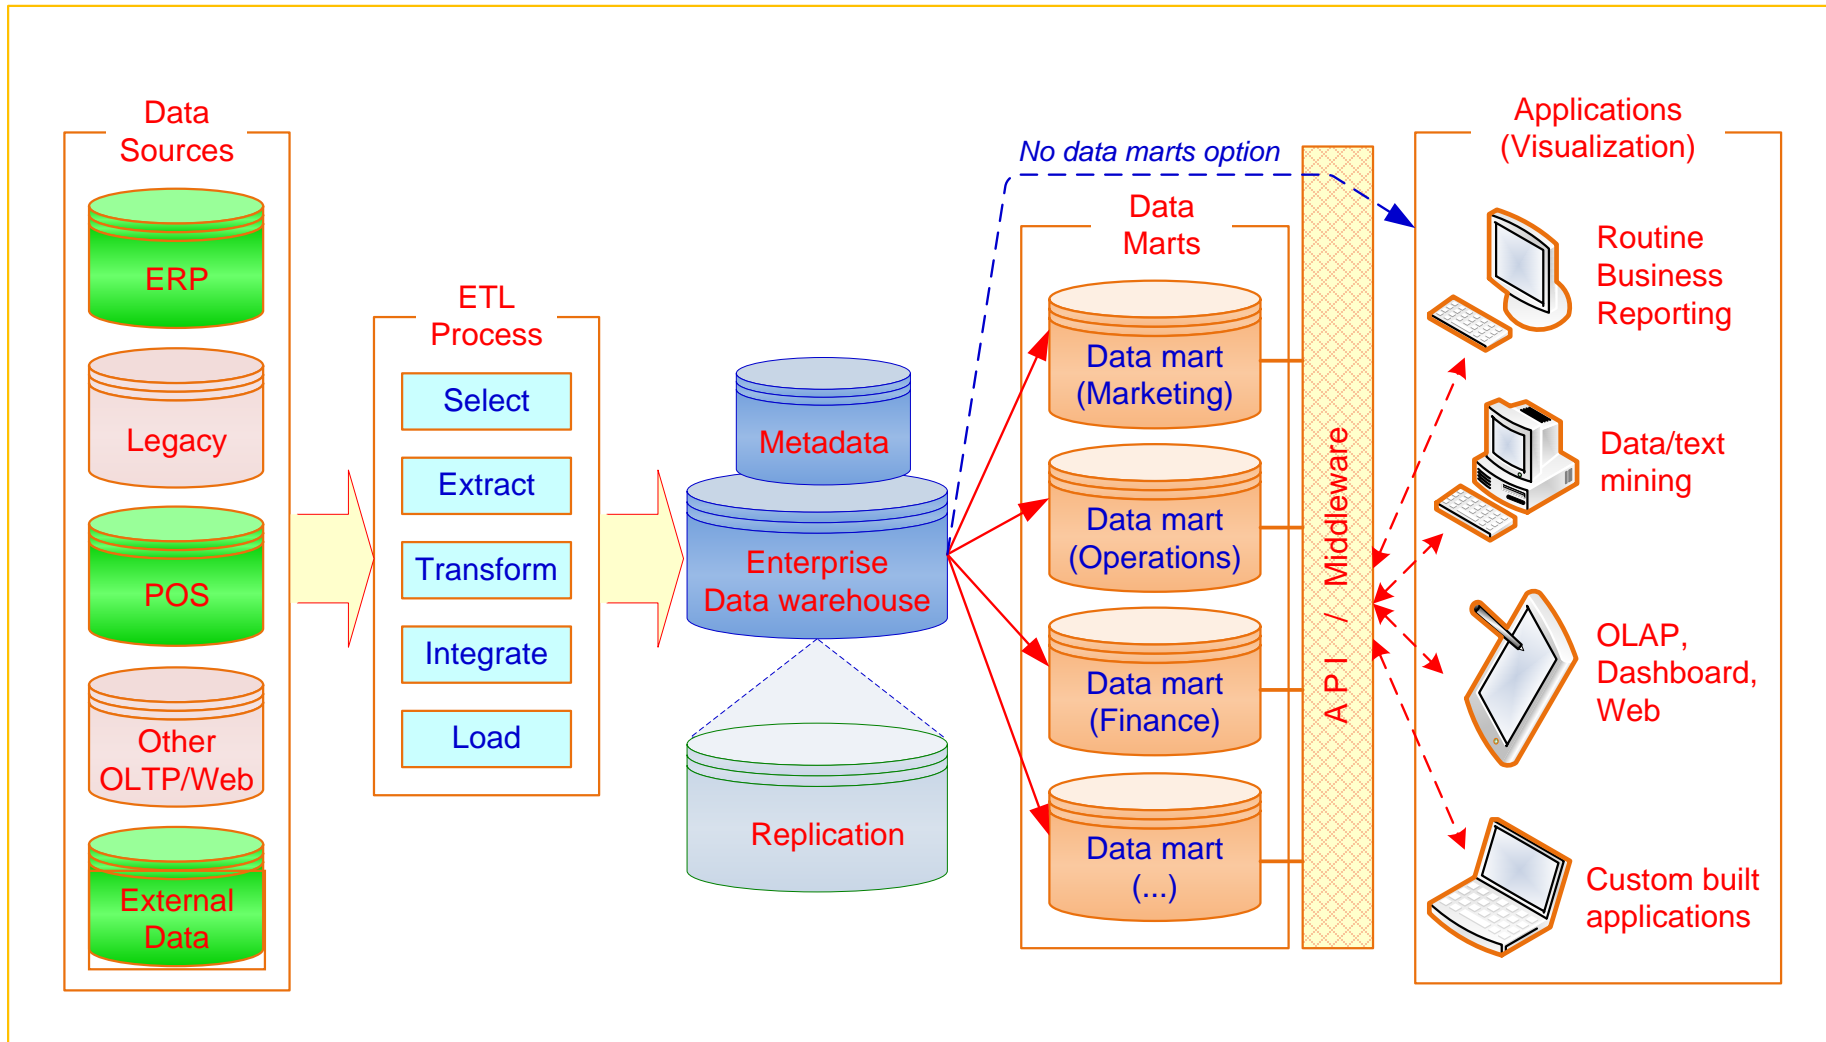 Data
Sources
ERP
Legacy
POS
Other
OLTP/Web
External
Data
ETL
Process
Select
Extract
Transform
Integrate
Load
Metadata
Enterprise
Data warehouse
Replication
No data marts option
Data
Marts
Data mart
(Marketing)
Data mart
(Operations)
Data mart
(Finance)
Data mart
(...)
API / Middleware
Applications
(Visualization)
Routine
Business
Reporting
Data/text
mining
OLAP,
Dashboard,
Web
Custom built
applications